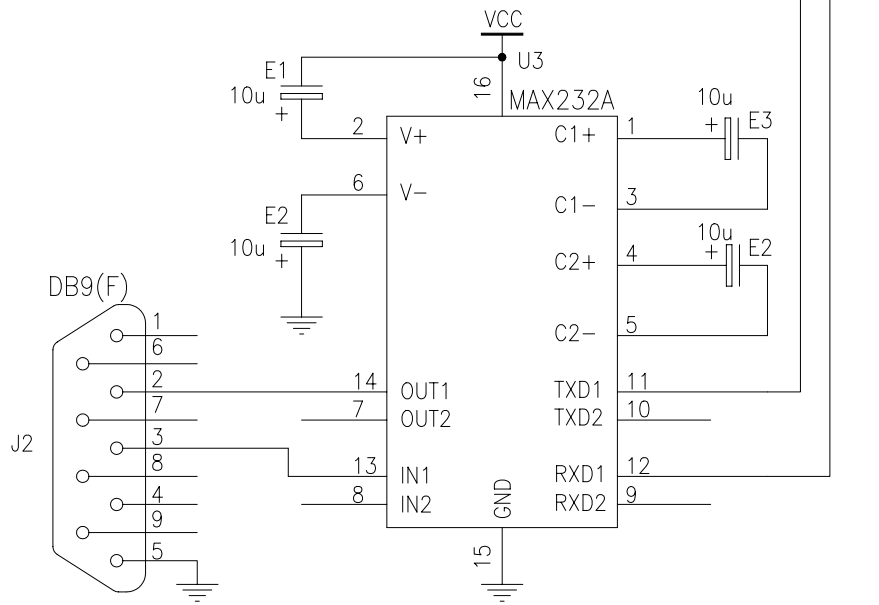 VCC
U3
16
MAX232A
E1
10u
+
2
V+
C1+
1
10u
+
E3
6
V-
C1-
3
E2
10u
+
C2+
4
10u
+
E2
C2-
5
DB9(F)
J2
1
6
2
7
3
8
4
9
5
14
OUT1
TXD1
11
7
OUT2
TXD2
10
13
IN1
RXD1
12
8
IN2
RXD2
9
GND
15